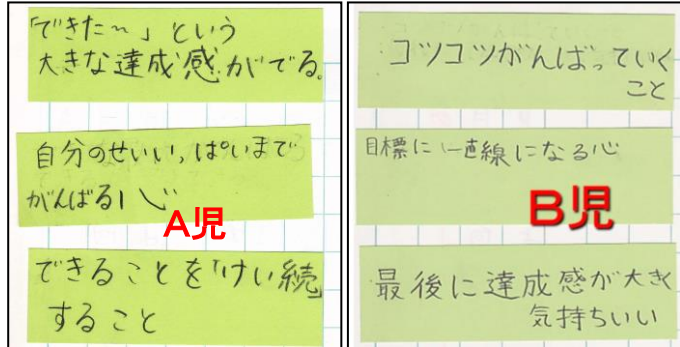 「できた〜」という
大きな達成感がでる。
自分のせいいっぱいまで
がんばる心
A児
できることを「けい続」
すること
コツコツがんばっていく
こと
目標に一直線になる心
B児
最後に達成感が大きく
気持ちいい